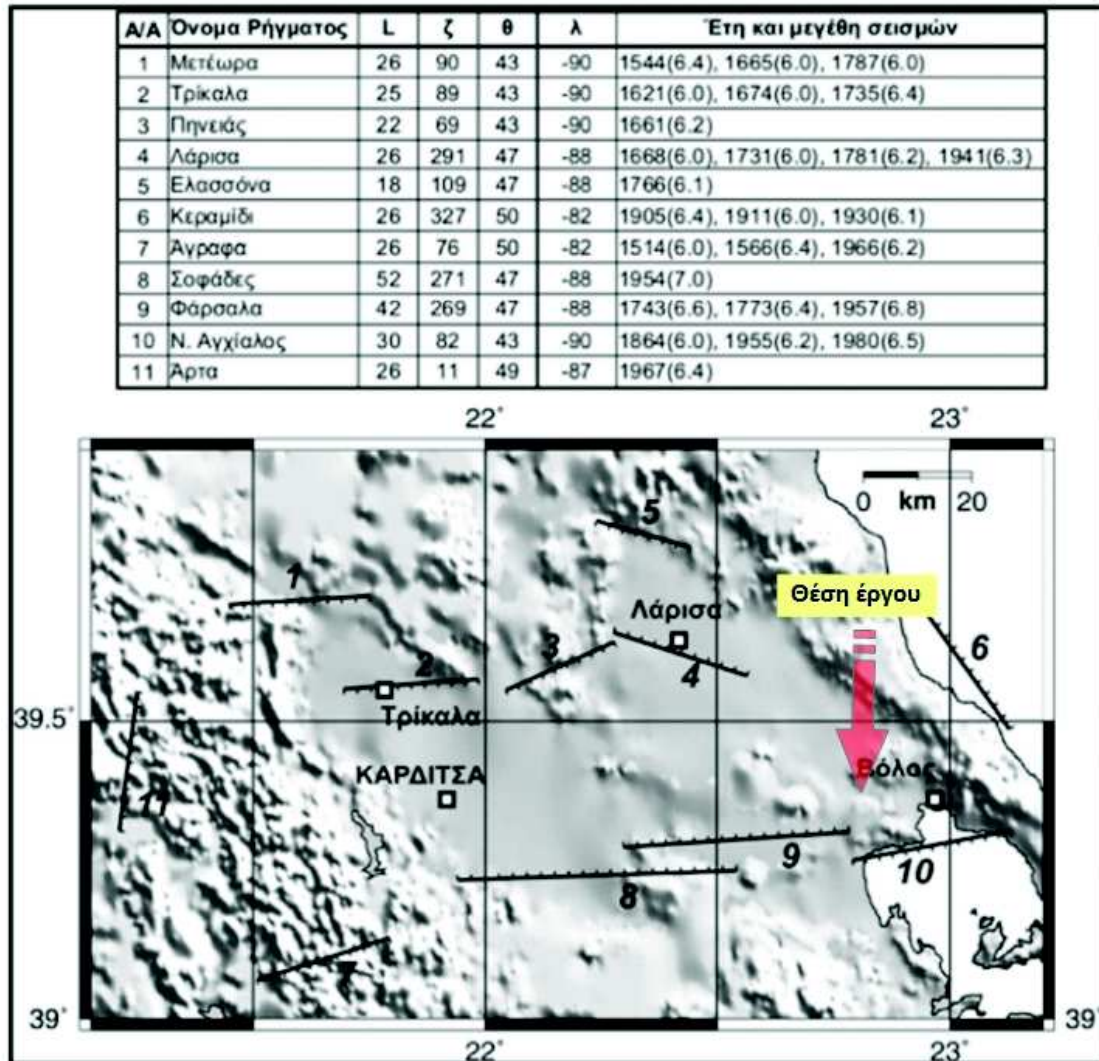 Α/Α Όνομα Ρήγματος L ζ θ λ Έτη και μεγέθη σεισμών
1 Μετέωρα 26 90 43 -90 1544(6.4), 1665(6.0), 1787(6.0)
2 Τρίκαλα 25 89 43 -90 1621(6.0), 1674(6.0), 1735(6.4)
3 Πηνειάς 22 69 43 -90 1661(6.2)
4 Λάρισα 26 291 47 -88 1668(6.0), 1731(6.0), 1781(6.2), 1941(6.3)
5 Ελασσόνα 18 109 47 -88 1766(6.1)
6 Κεραμίδι 26 327 50 -82 1905(6.4), 1911(6.0), 1930(6.1)
7 Άγραφα 26 76 50 -82 1514(6.0), 1566(6.4), 1966(6.2)
8 Σοφάδες 52 271 47 -88 1954(7.0)
9 Φάρσαλα 42 269 47 -88 1743(6.6), 1773(6.4), 1957(6.8)
10 Ν. Αγχίαλος 30 82 43 -90 1864(6.0), 1955(6.2), 1980(6.5)
11 Άρτα 26 11 49 -87 1967(6.4)
22° 23°
0 km 20
5
1
Θέση έργου
Λάρισα
3
6
2
4
Τρίκαλα
39.5°
ΚΑΡΔΙΤΣΑ
Βόλος
11
9
10
8
7
39° 39°
22° 23°